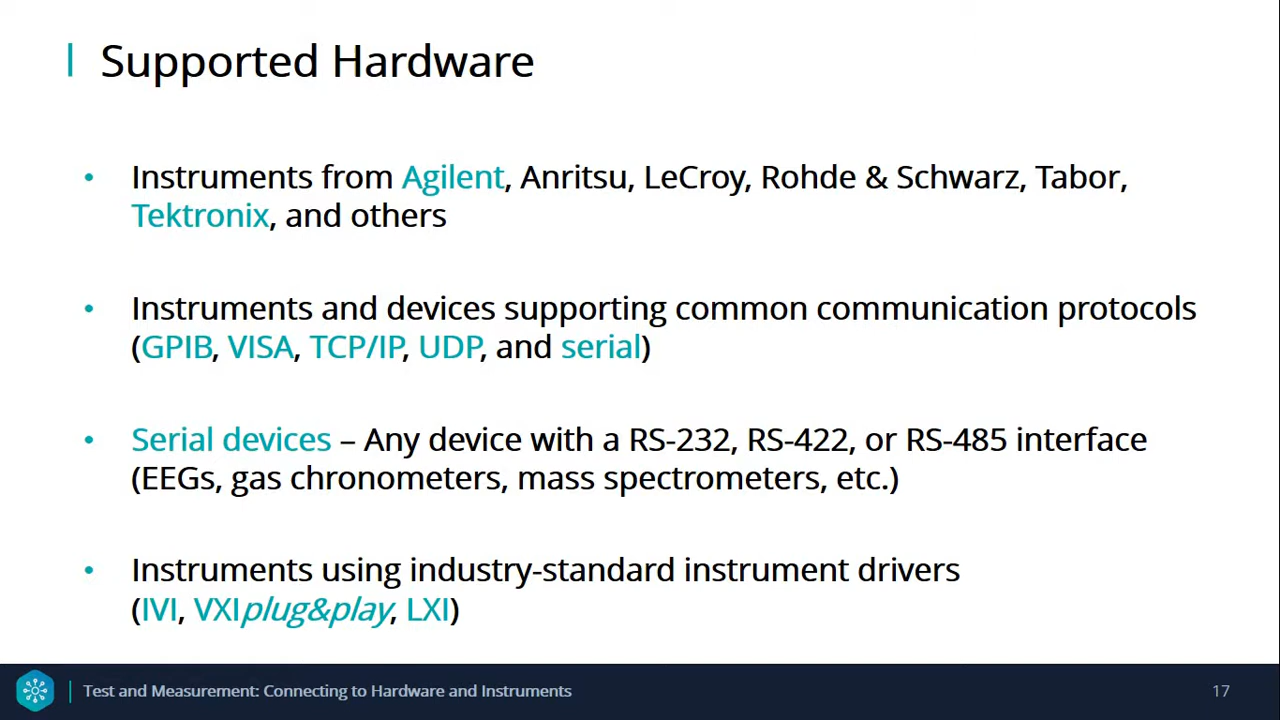 Supported Hardware
• Instruments from Agilent, Anritsu, LeCroy, Rohde & Schwarz, Tabor,
Tektronix, and others
• Instruments and devices supporting common communication protocols
(GPIB, VISA, TCP/IP, UDP, and serial)
• Serial devices – Any device with a RS-232, RS-422, or RS-485 interface
(EEGs, gas chronometers, mass spectrometers, etc.)
• Instruments using industry-standard instrument drivers
(IVI, VXIplug&play, LXI)
Test and Measurement: Connecting to Hardware and Instruments
17